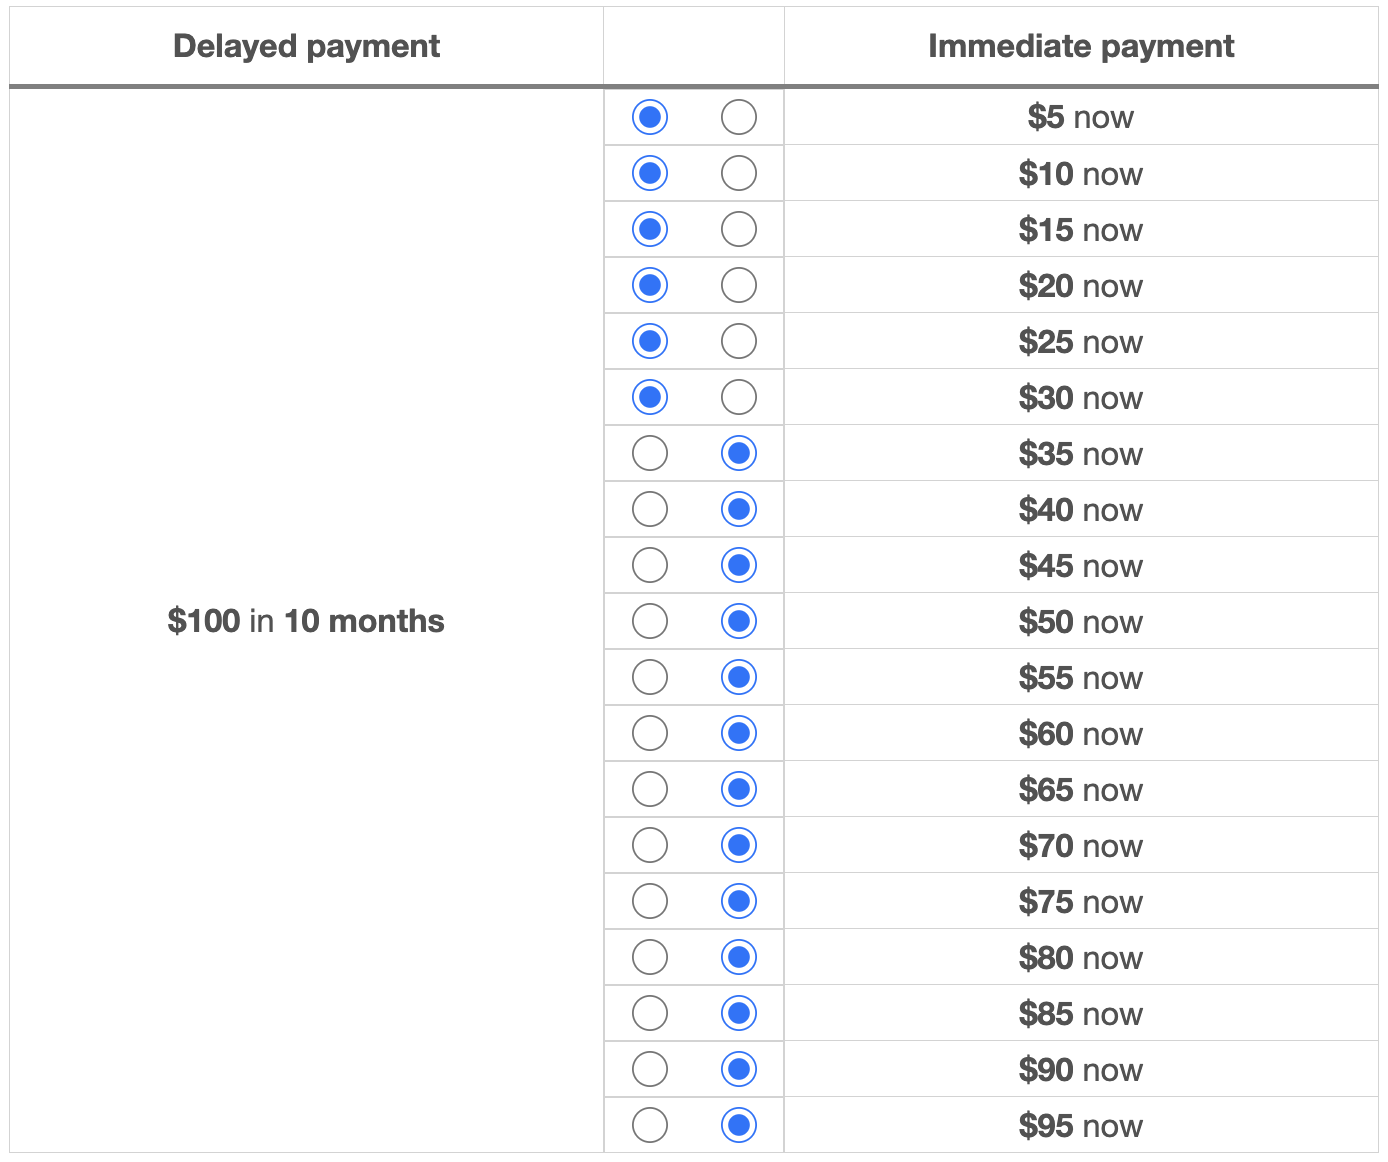 Delayed payment
Immediate payment
$5 now
$10 now
$15 now
$20 now
$25 now
$30 now
$35 now
$40 now
$45 now
$100 in 10 months
$50 now
$55 now
$60 now
$65 now
$70 now
$75 now
$80 now
$85 now
$90 now
$95 now